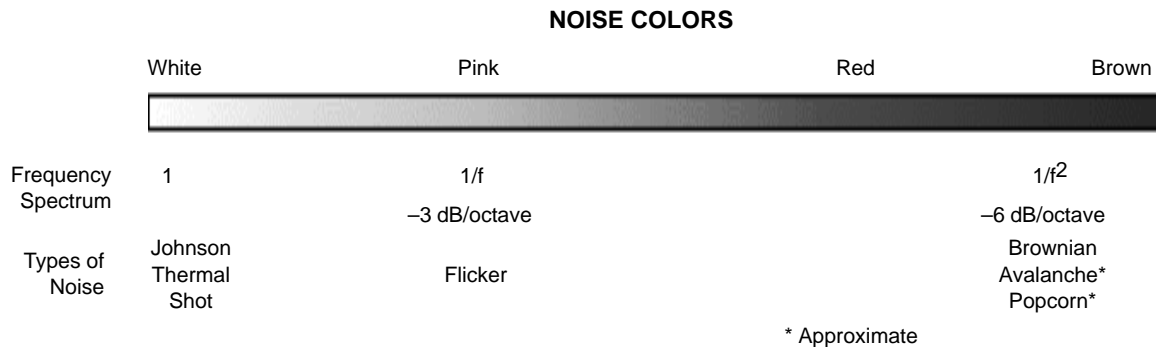 NOISE COLORS
White Pink Red Brown
Frequency Spectrum 1 1/f 1/f²
–3 dB/octave –6 dB/octave
Types of Noise
Johnson
Thermal
Shot
Flicker
Brownian
Avalanche*
Popcorn*
* Approximate